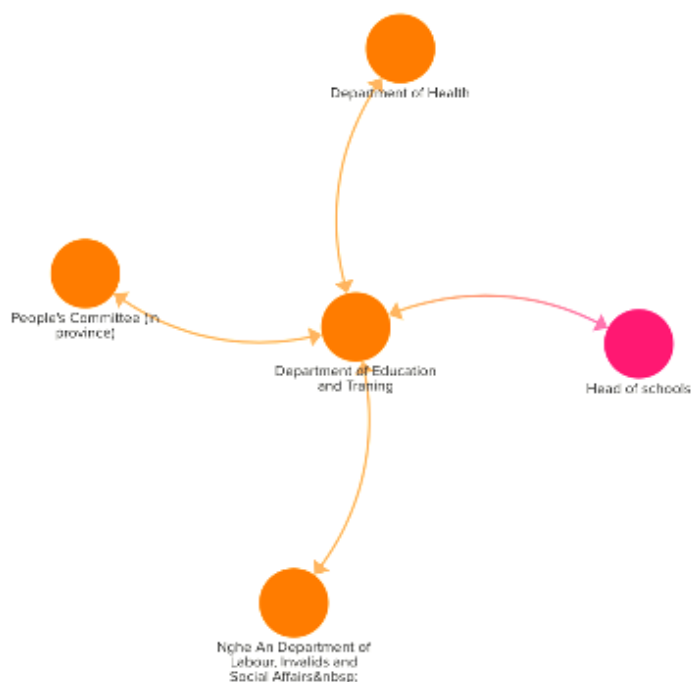 Department of Health
People's Committee (in
province)
Department of Education
and Traning
Head of schools
Nghe An Department of
Labour, Invalids and
Social Affairs&nbsp;